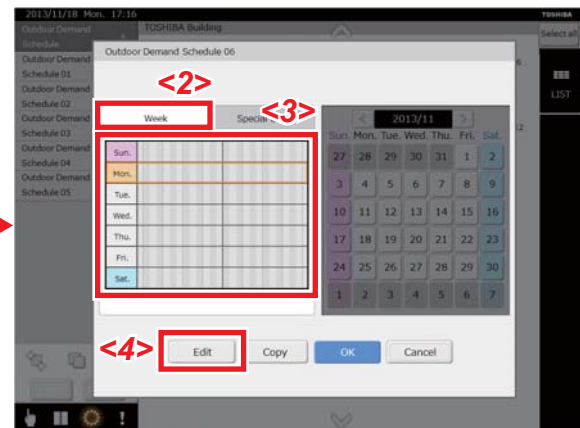 2013/11/18 Mon. 17:16
TOSHIBA
Outdoor Demand
Schedule
TOSHIBA Building
Select all
Outdoor Demand Schedule 06
Outdoor Demand
Schedule 01
6
LIST
Outdoor Demand
Schedule 02
Outdoor Demand
Schedule 03
Outdoor Demand
Schedule 04
Outdoor Demand
Schedule 05
12
<2>
<3>
Week
Special
< 2013/11 >
Sun. Mon. Tue. Wed. Thu. Fri. Sat.
27 28 29 30 31 1 2
3 4 5 6 7 8 9
10 11 12 13 14 15 16
17 18 19 20 21 22 23
24 25 26 27 28 29 30
1 2 3 4 5 6 7
Sun.
Mon.
Tue.
Wed.
Thu.
Fri.
Sat.
<4>
Edit
Copy
OK
Cancel
!